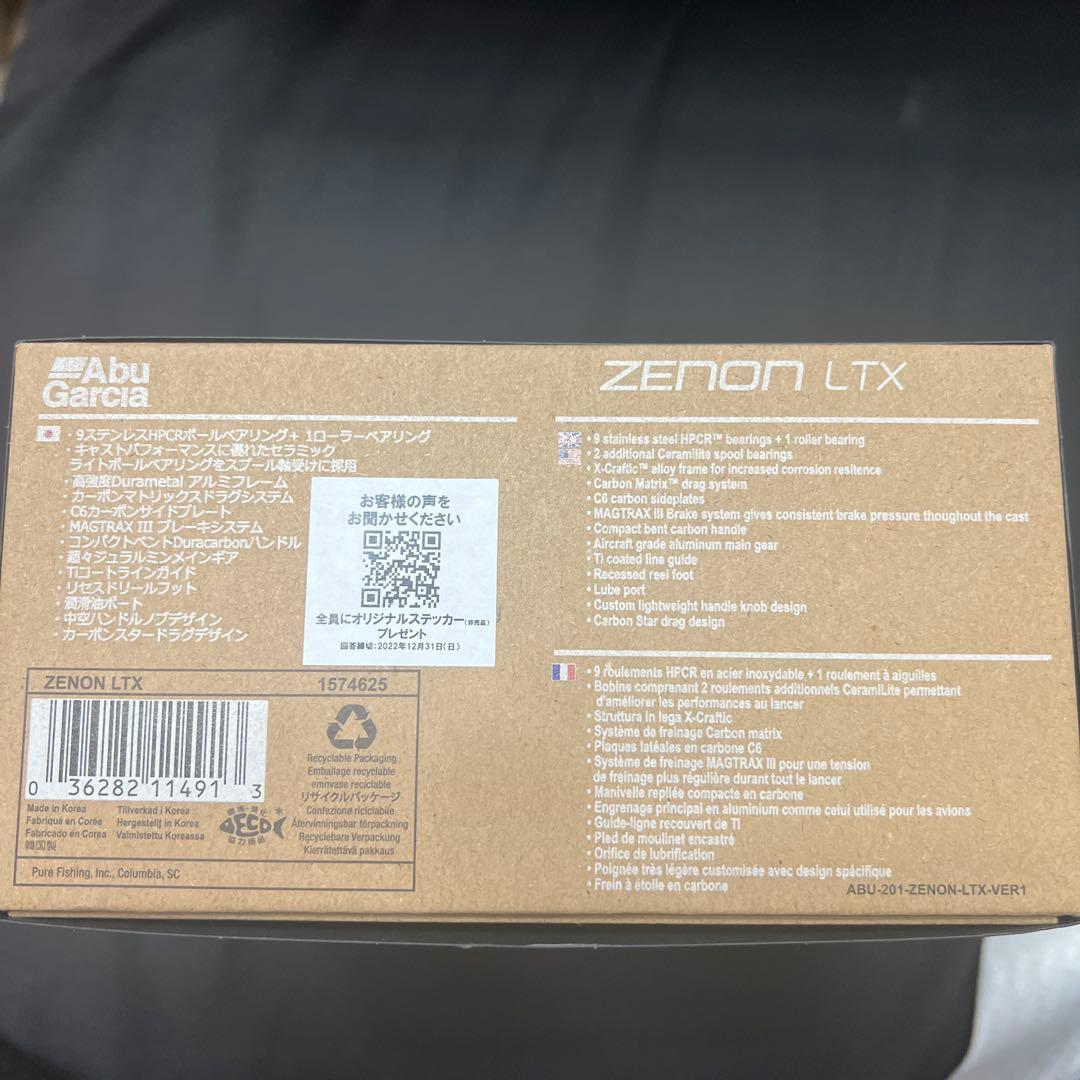 Abu
Garcia
ZENON LTX
・9ステンレスHPCRボールベアリング+ 1ローラーベアリング
・キャストパフォーマンスに優れたセラミック
ライトボールベアリングをスプール軸受けに採用
・高強度Durametal アルミフレーム
・カーボンマトリックスドラグシステム
・C6カーボンサイドプレート
・MAGTRAX III ブレーキシステム
・コンパクトベントDuracarbonハンドル
・超々ジュラルミンメインギア
・Tiコートラインガイド
・リセスドリールフット
・潤滑油ポート
・中空ハンドルノブデザイン
・カーボンスタードラグデザイン
お客様の声を
お聞かせください
全員にオリジナルステッカー(非売品)
プレゼント
回答締切:2022年12月31日(日)
• 9 stainless steel HPCR™ bearings + 1 roller bearing
• 2 additional Ceramilite spool bearings
• X-Craftic™ alloy frame for increased corrosion resitence
• Carbon Matrix™ drag system
• C6 carbon sideplates
• MAGTRAX III Brake system gives consistent brake pressure thoughout the cast
• Compact bent carbon handle
• Aircraft grade aluminum main gear
• Ti coated line guide
• Recessed reel foot
• Lube port
• Custom lightweight handle knob design
• Carbon Star drag design
• 9 roulements HPCR en acier inoxydable + 1 roulement à aiguilles
• Bobine comprenant 2 roulements additionnels CeramiLite permettant
d'améliorer les performances au lancer
• Struttura in lega X-Craftic
• Système de freinage Carbon matrix
• Plaques latéales en carbone C6
• Système de freinage MAGTRAX III pour une tension
de freinage plus régulière durant tout le lancer
• Manivelle repliée compacte en carbone
• Engrenage principal en aluminium comme celui utilisé pour les avions
• Guide-ligne recouvert de TI
• Pied de moulinet encastré
• Orifice de lubrification
• Poignée très légère customisée avec design spécifique
• Frein à étoile en carbone
ABU-201-ZENON-LTX-VER1
ZENON LTX 1574625
0 36282 11491 3
Recyclable Packaging
Emballage recyclable
emnvase reciclable
リサイクルパッケージ
Confezione riciclabile
Återvinningsbar förpackning
Recyclebare Verpackung
Kierrätettävä pakkaus
Made in Korea Tillverkad i Korea
Fabriqué en Corée Hergestellt in Korea
Fabricado en Corea Valmistettu Koreassa
韓国製
環境・美化
DECO
協力商品
Pure Fishing, Inc., Columbia, SC